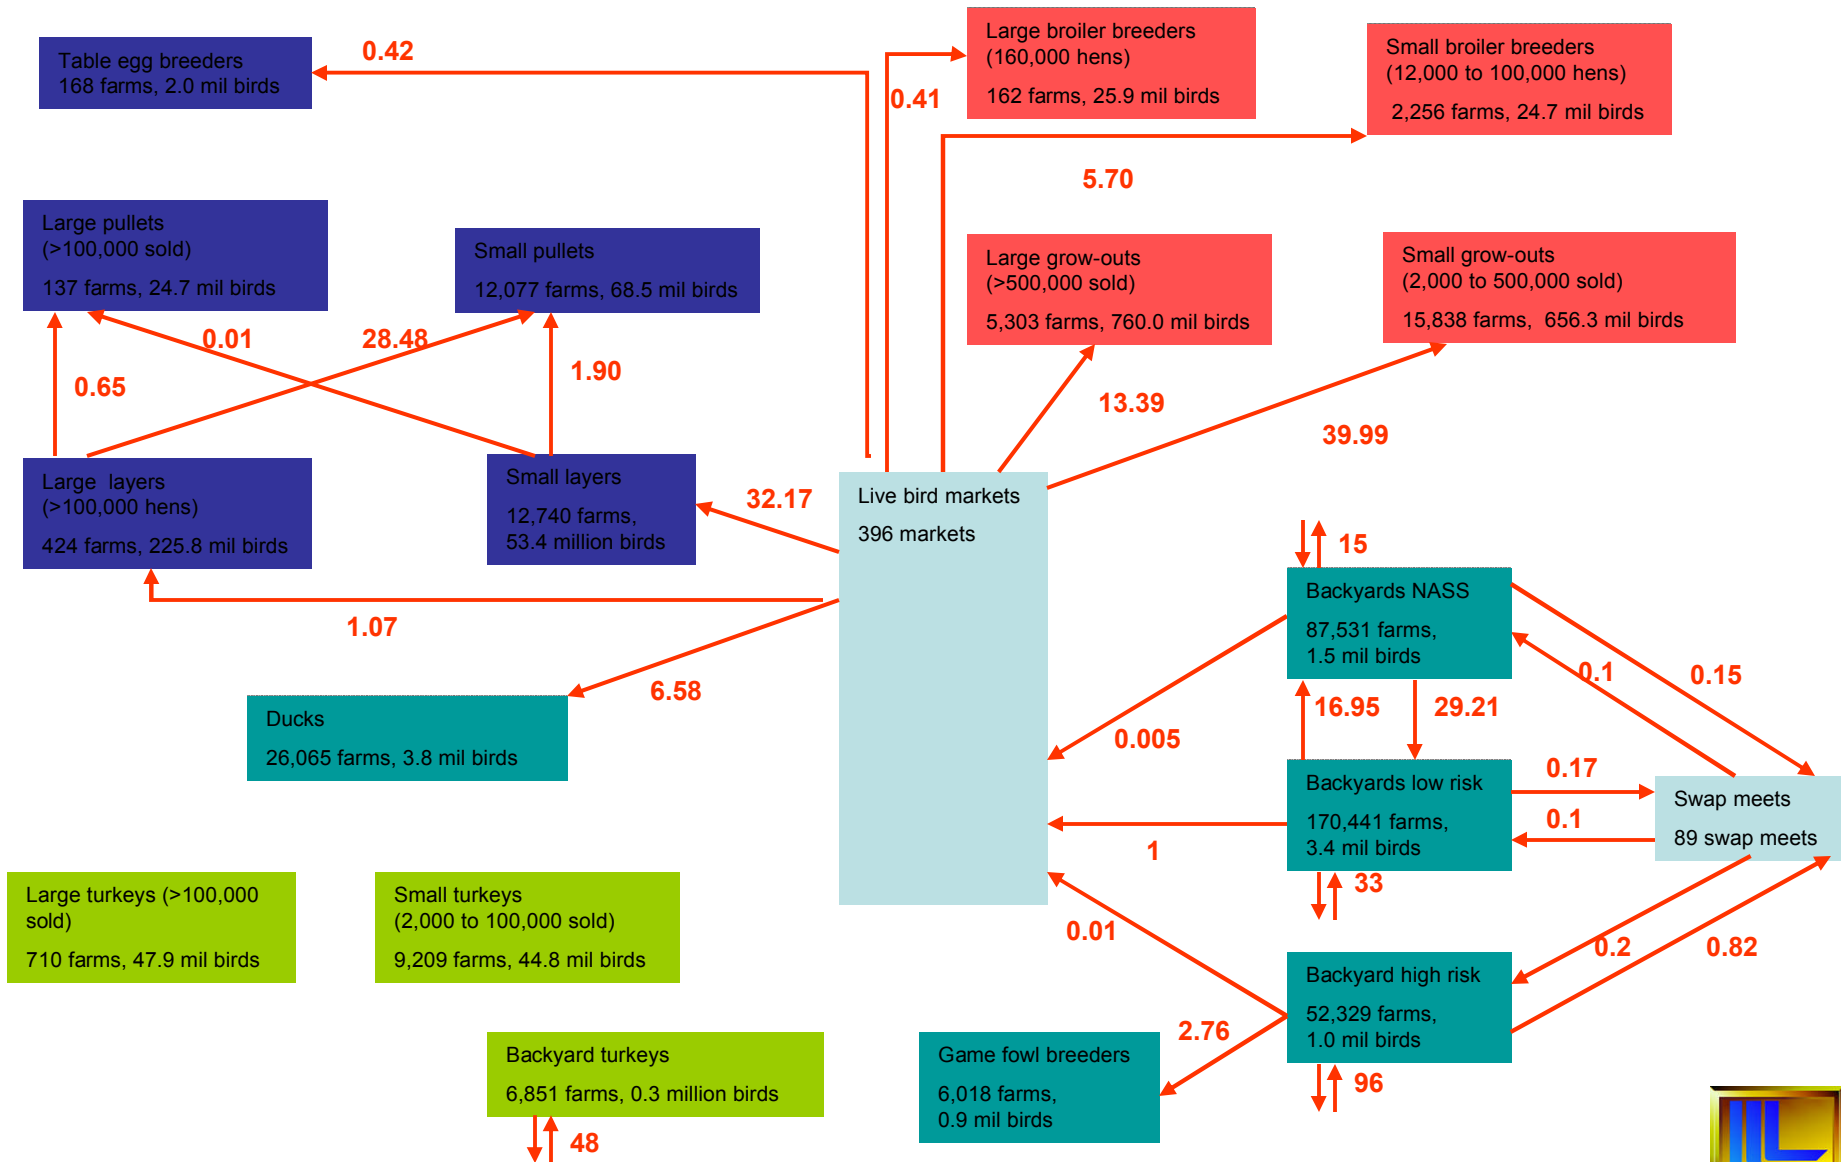 Table egg breeders
168 farms, 2.0 mil birds
0.42
Large broiler breeders
(160,000 hens)
162 farms, 25.9 mil birds
0.41
Small broiler breeders
(12,000 to 100,000 hens)
2,256 farms, 24.7 mil birds
5.70
Large pullets
(>100,000 sold)
137 farms, 24.7 mil birds
Small pullets
12,077 farms, 68.5 mil birds
Large grow-outs
(>500,000 sold)
5,303 farms, 760.0 mil birds
Small grow-outs
(2,000 to 500,000 sold)
15,838 farms, 656.3 mil birds
0.01
28.48
0.65
1.90
13.39
39.99
Large layers
(>100,000 hens)
424 farms, 225.8 mil birds
Small layers
12,740 farms,
53.4 million birds
32.17
Live bird markets
396 markets
15
Backyards NASS
87,531 farms,
1.5 mil birds
1.07
6.58
0.1
0.15
16.95
29.21
0.005
Ducks
26,065 farms, 3.8 mil birds
Backyards low risk
170,441 farms,
3.4 mil birds
0.17
0.1
Swap meets
89 swap meets
1
33
Large turkeys (>100,000
sold)
710 farms, 47.9 mil birds
Small turkeys
(2,000 to 100,000 sold)
9,209 farms, 44.8 mil birds
0.01
0.2
0.82
Backyard high risk
52,329 farms,
1.0 mil birds
2.76
96
Backyard turkeys
6,851 farms, 0.3 million birds
48
Game fowl breeders
6,018 farms,
0.9 mil birds